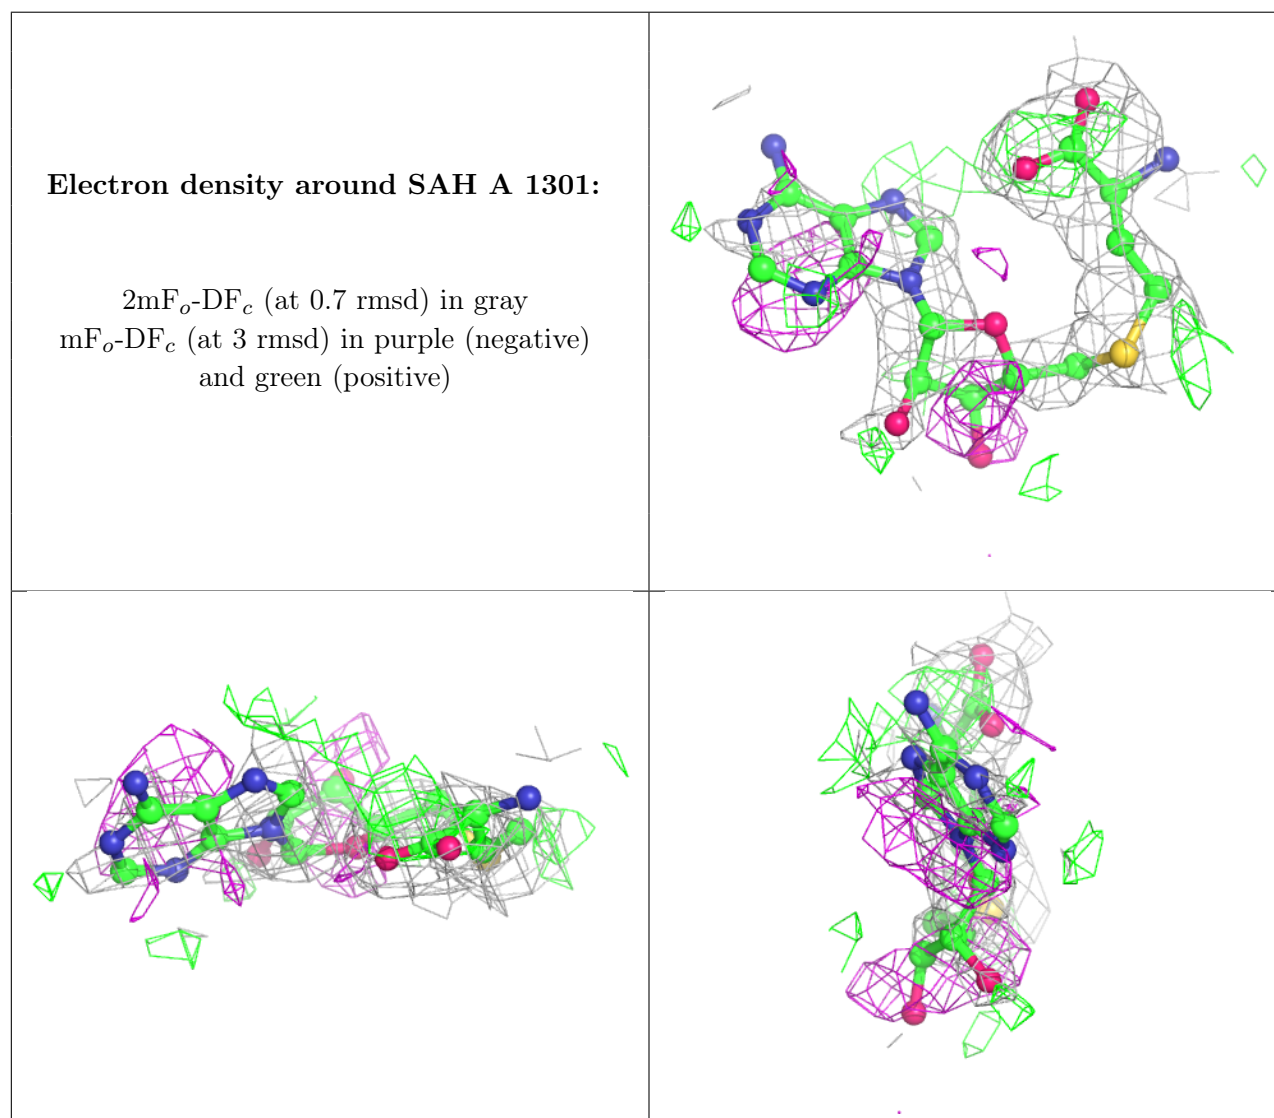 Electron density around SAH A 1301:
2mFo-DFc (at 0.7 rmsd) in gray
mFo-DFc (at 3 rmsd) in purple (negative)
and green (positive)